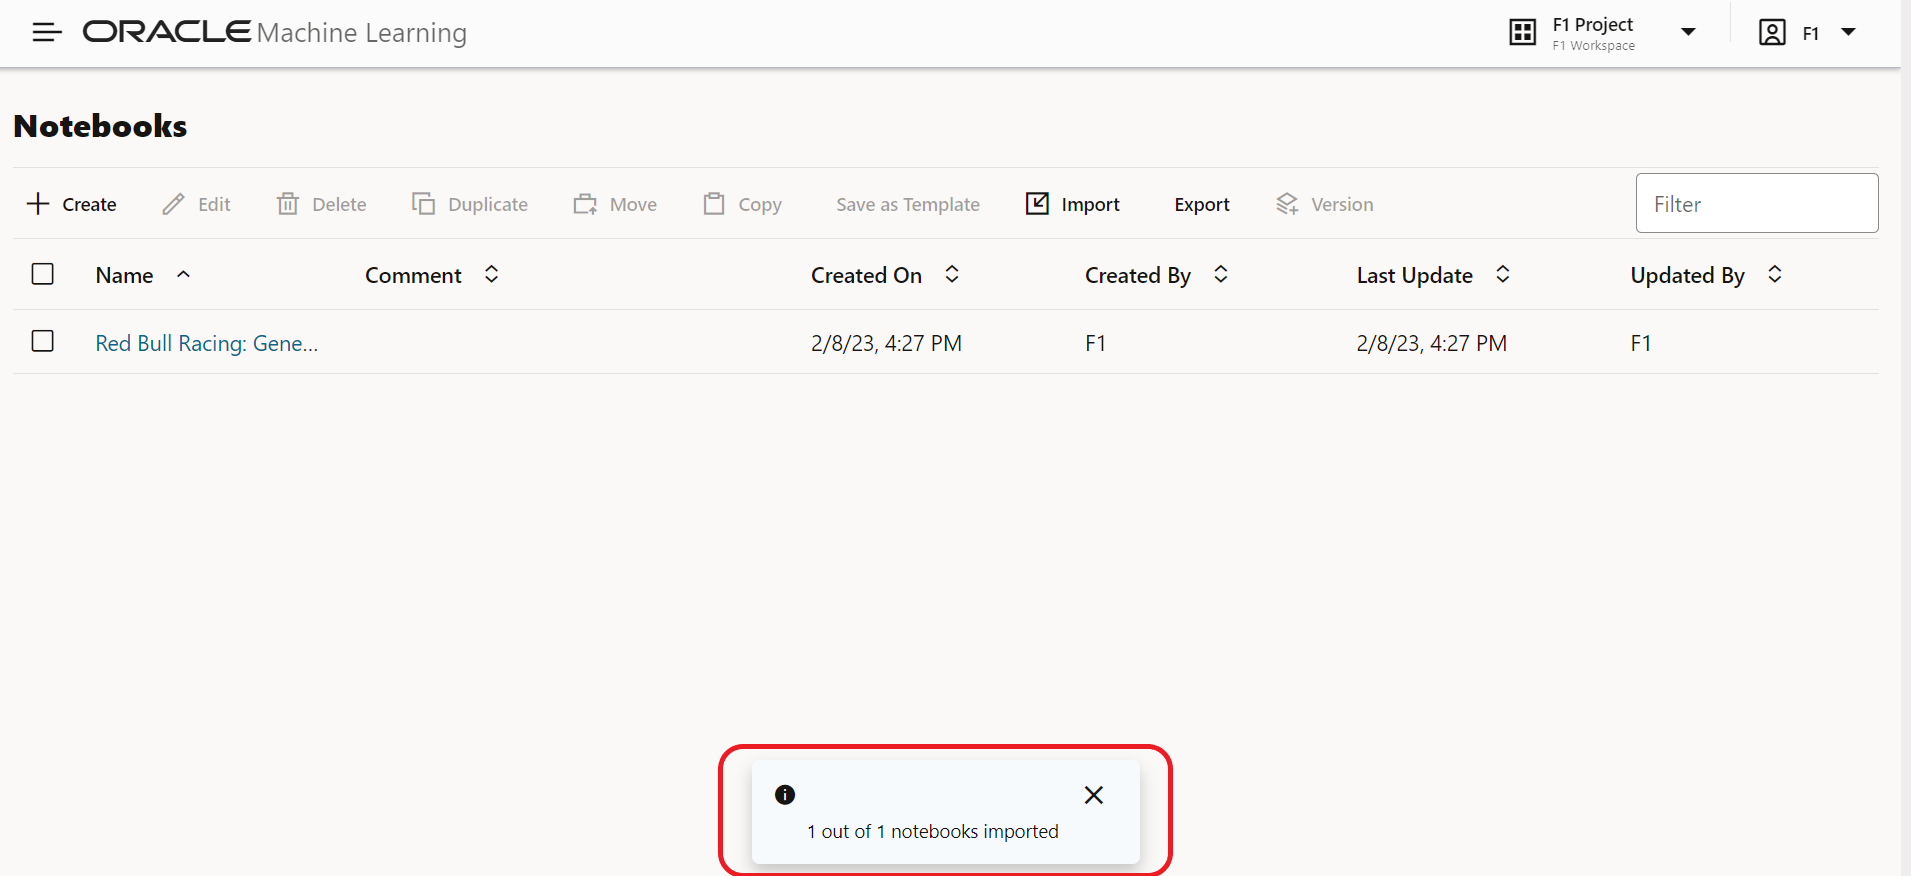 ORACLE Machine Learning
F1 Project
F1 Workspace
F1
Notebooks
Create Edit Delete Duplicate Move Copy Save as Template Import Export Version Filter
Name Comment Created On Created By Last Update Updated By
Red Bull Racing: Gene... 2/8/23, 4:27 PM F1 2/8/23, 4:27 PM F1
1 out of 1 notebooks imported